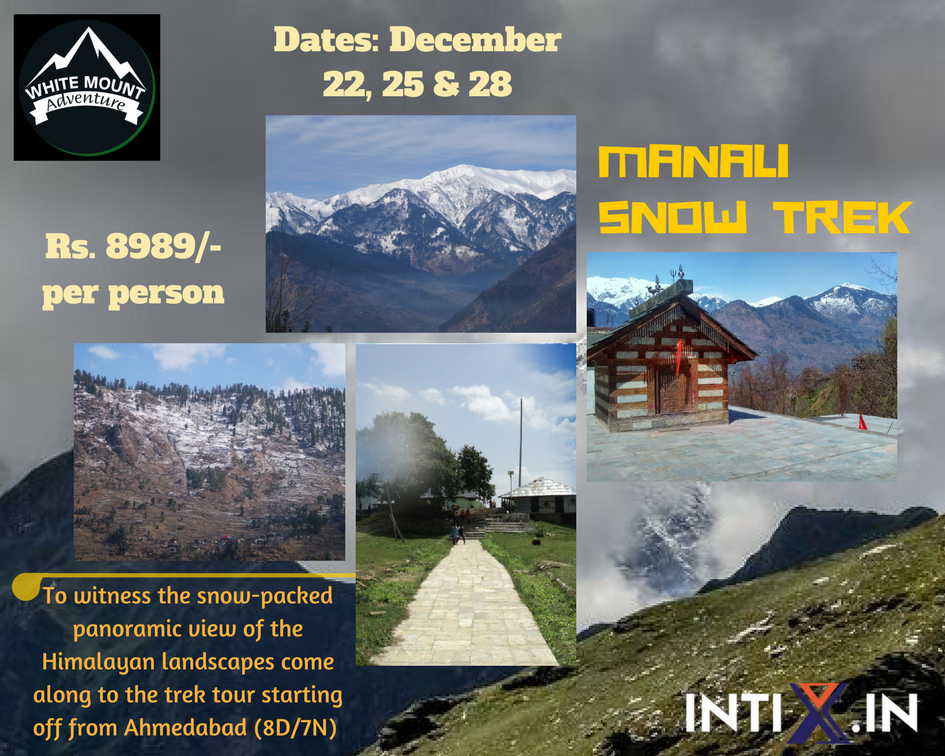 WHITE MOUNT
Adventure
Dates: December
22, 25 & 28
MANALI
SNOW TREK
Rs. 8989/-
per person
To witness the snow-packed
panoramic view of the
Himalayan landscapes come
along to the trek tour starting
off from Ahmedabad (8D/7N)
INTIX.IN